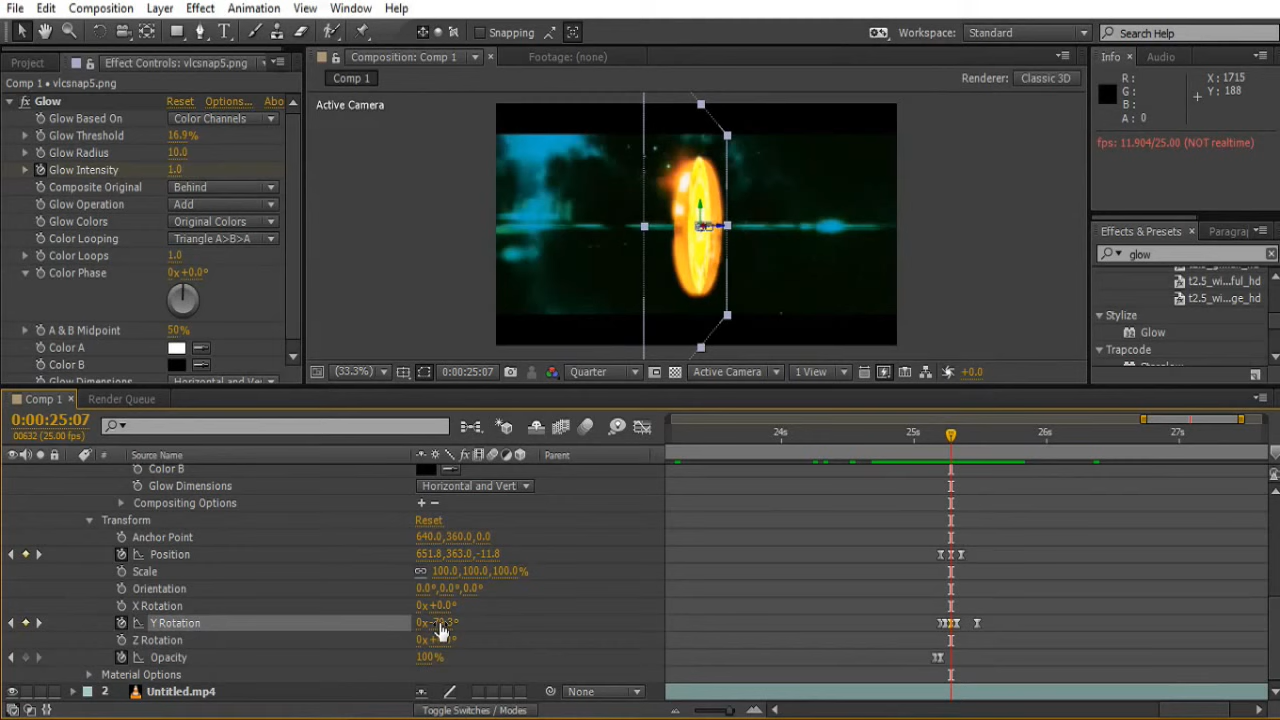 File Edit Composition Layer Effect Animation View Window Help
Snapping Workspace: Standard Search Help
Project Effect Controls: vlcsnap5.png Composition: Comp 1 Footage: (none) Info Audio
Comp 1 • vlcsnap5.png Comp 1 Renderer: Classic 3D
fx Glow Reset Options... Abo
Active Camera
R: X: 1715
G: Y: 188
B:
A: 0
Glow Based On Color Channels
Glow Threshold 16.9%
fps: 11.904/25.00 (NOT realtime)
Glow Radius 10.0
Glow Intensity 1.0
Composite Original Behind
Glow Operation Add
Glow Colors Original Colors
Color Looping Triangle A>B>A
Effects & Presets Paragra
Color Loops 1.0
glow
Color Phase 0x+0.0°
t2.5_wi...ful_hd
t2.5_wi...ge_hd
Stylize
A & B Midpoint 50%
Glow
Color A
Trapcode
Color B
(33.3%) 0:00:25:07 Quarter Active Camera 1 View +0.0
Comp 1 Render Queue
0:00:25:07
00632 (25.00 fps)
24s 25s 26s 27s
# Source Name fx Parent
Color B
Glow Dimensions Horizontal and Vert
Compositing Options + −
Transform Reset
Anchor Point 640.0,360.0,0.0
Position 651.8,363.0,-11.8
Scale 100.0,100.0,100.0%
Orientation 0.0°,0.0°,0.0°
X Rotation 0x+0.0°
Y Rotation
Z Rotation
Opacity 100%
Material Options
2 Untitled.mp4 None
Toggle Switches / Modes